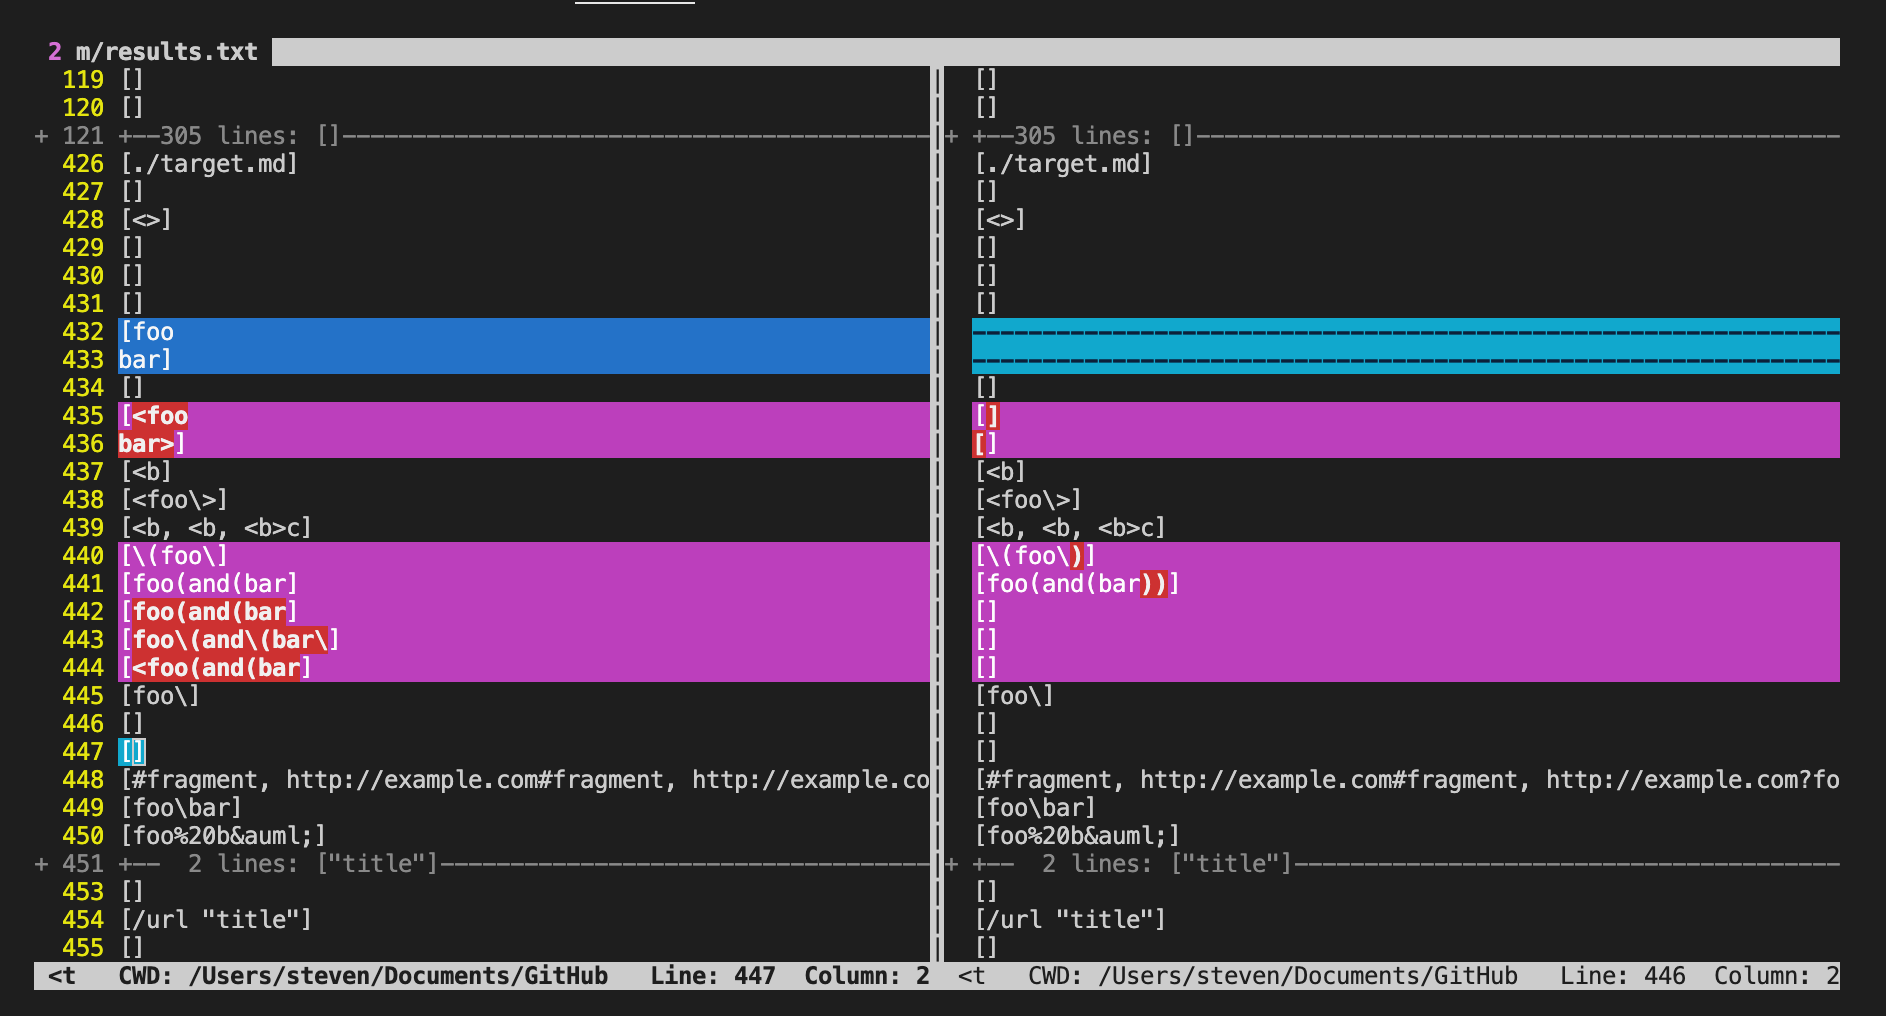 2 m/results.txt
119 []
120 []
+ 121 +--305 lines: []------------------------------------------
426 [./target.md]
427 []
428 [<>]
429 []
430 []
431 []
432 [foo
433 bar]
434 []
435 [<foo
436 bar>]
437 [<b]
438 [<foo\>]
439 [<b, <b, <b>c]
440 [\(foo\]
441 [foo(and(bar]
442 [foo(and(bar]
443 [foo\(and\(bar\]
444 [<foo(and(bar]
445 [foo\]
446 []
447 []
448 [#fragment, http://example.com#fragment, http://example.co
449 [foo\bar]
450 [foo%20b&auml;]
+ 451 +--  2 lines: ["title"]-----------------------------------
453 []
454 [/url "title"]
455 []
<t CWD: /Users/steven/Documents/GitHub Line: 447 Column: 2
[]
[]
+ +--305 lines: []----------------------------------------------
[./target.md]
[]
[<>]
[]
[]
[]
--------------------------------------------------------------
--------------------------------------------------------------
[]
[]
[]
[<b]
[<foo\>]
[<b, <b, <b>c]
[\(foo\)]
[foo(and(bar))]
[]
[]
[]
[foo\]
[]
[]
[#fragment, http://example.com#fragment, http://example.com?fo
[foo\bar]
[foo%20b&auml;]
+ +--  2 lines: ["title"]---------------------------------------
[]
[/url "title"]
[]
<t CWD: /Users/steven/Documents/GitHub Line: 446 Column: 2